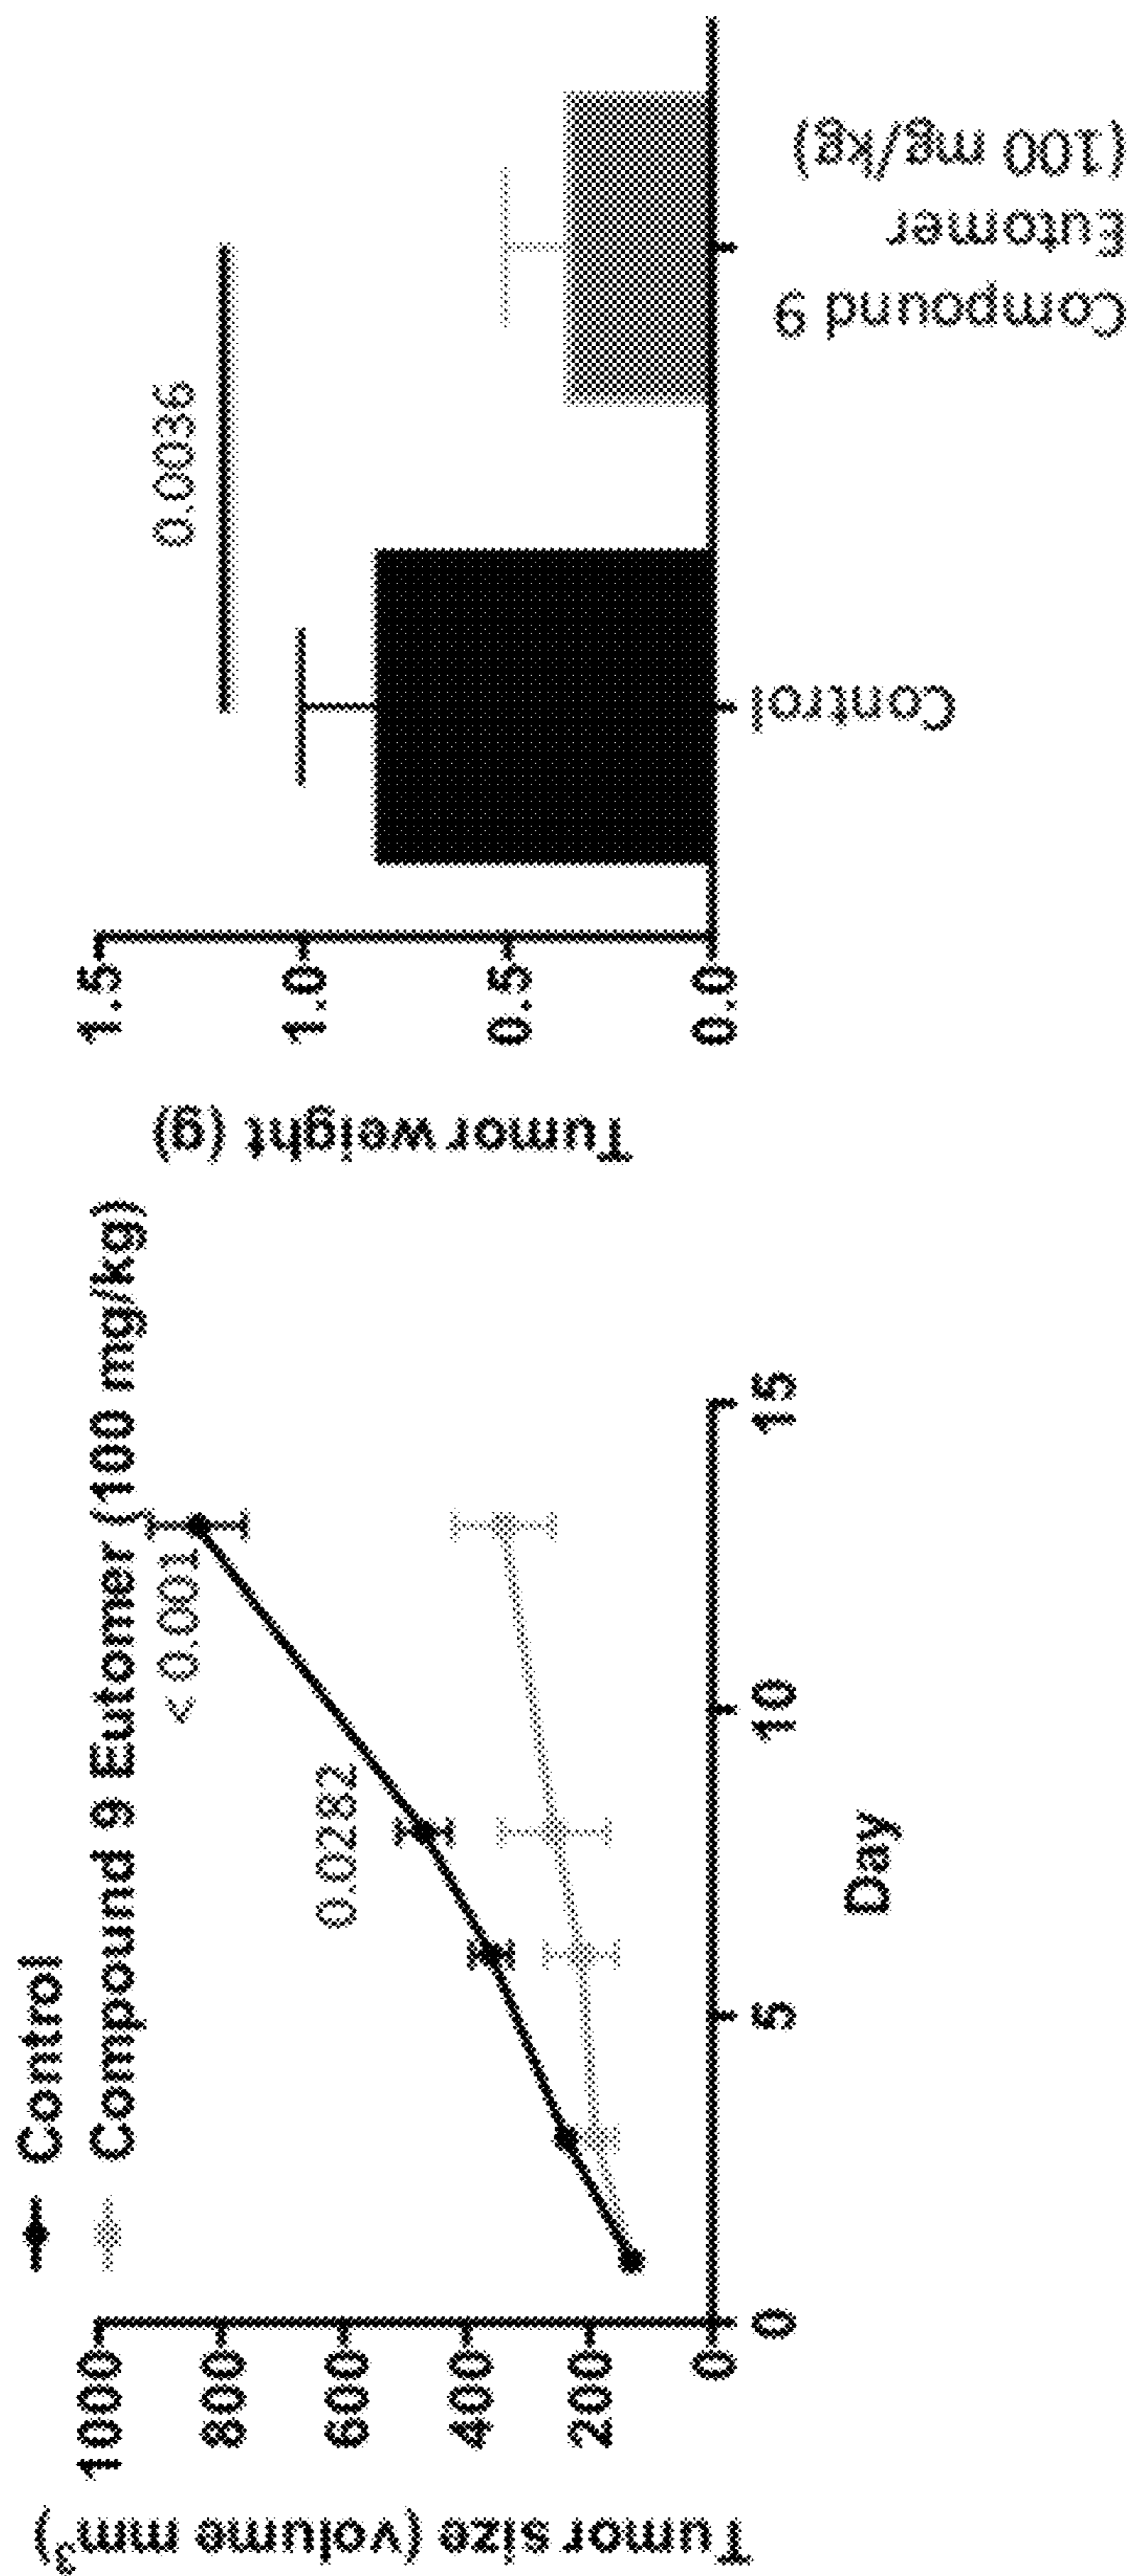 Control
Compound 9 Eutomer (100 mg/kg)
Tumor size (volume mm3)
1000
800
600
400
200
0
< 0.001
0.0282
0
5
10
15
Day
Tumor weight (g)
1.5
1.0
0.5
0.0
0.0036
Control
Compound 9
Eutomer
(100 mg/kg)